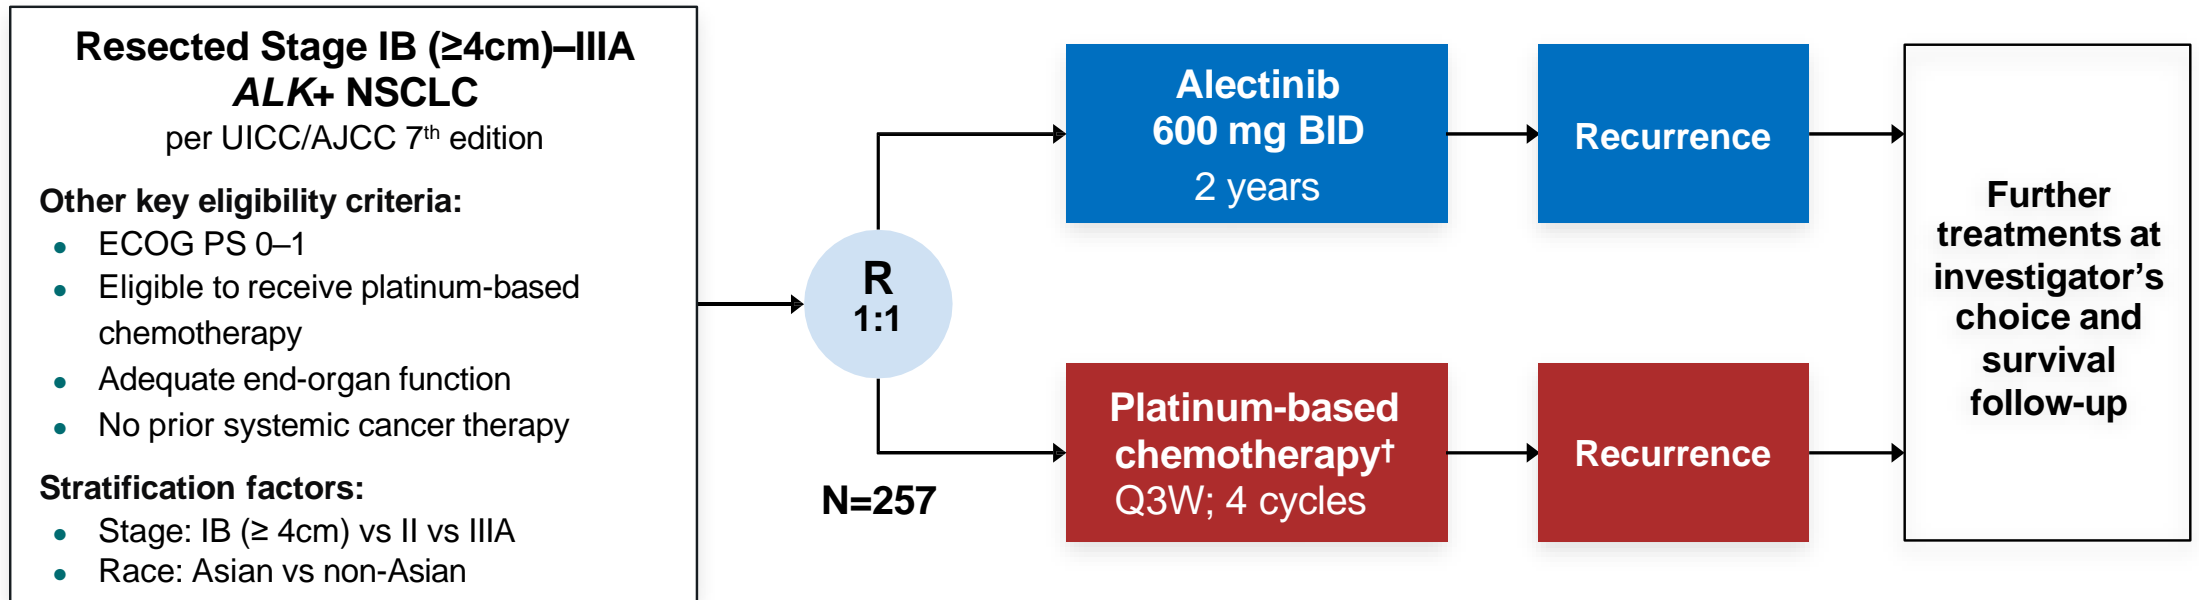 Resected Stage IB (≥4cm)–IIIA
ALK+ NSCLC
per UICC/AJCC 7th edition
Other key eligibility criteria:
• ECOG PS 0–1
• Eligible to receive platinum-based
chemotherapy
• Adequate end-organ function
• No prior systemic cancer therapy
Stratification factors:
• Stage: IB (≥ 4cm) vs II vs IIIA
• Race: Asian vs non-Asian
R
1:1
N=257
Alectinib
600 mg BID
2 years
Recurrence
Platinum-based
chemotherapy†
Q3W; 4 cycles
Recurrence
Further
treatments at
investigator’s
choice and
survival
follow-up